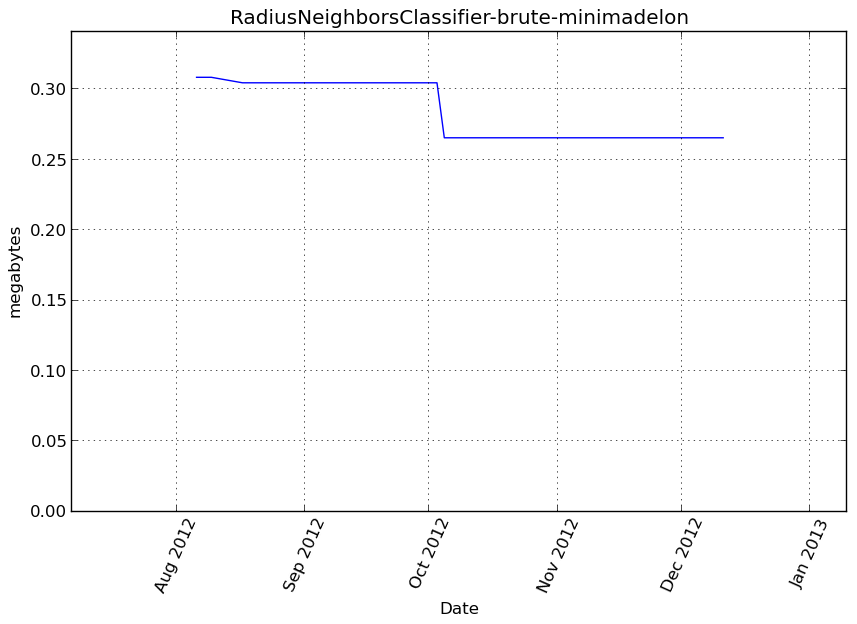 RadiusNeighborsClassifier-brute-minimadelon
0.30
0.25
0.20
0.15
0.10
0.05
0.00
megabytes
Aug 2012
Sep 2012
Oct 2012
Nov 2012
Dec 2012
Jan 2013
Date